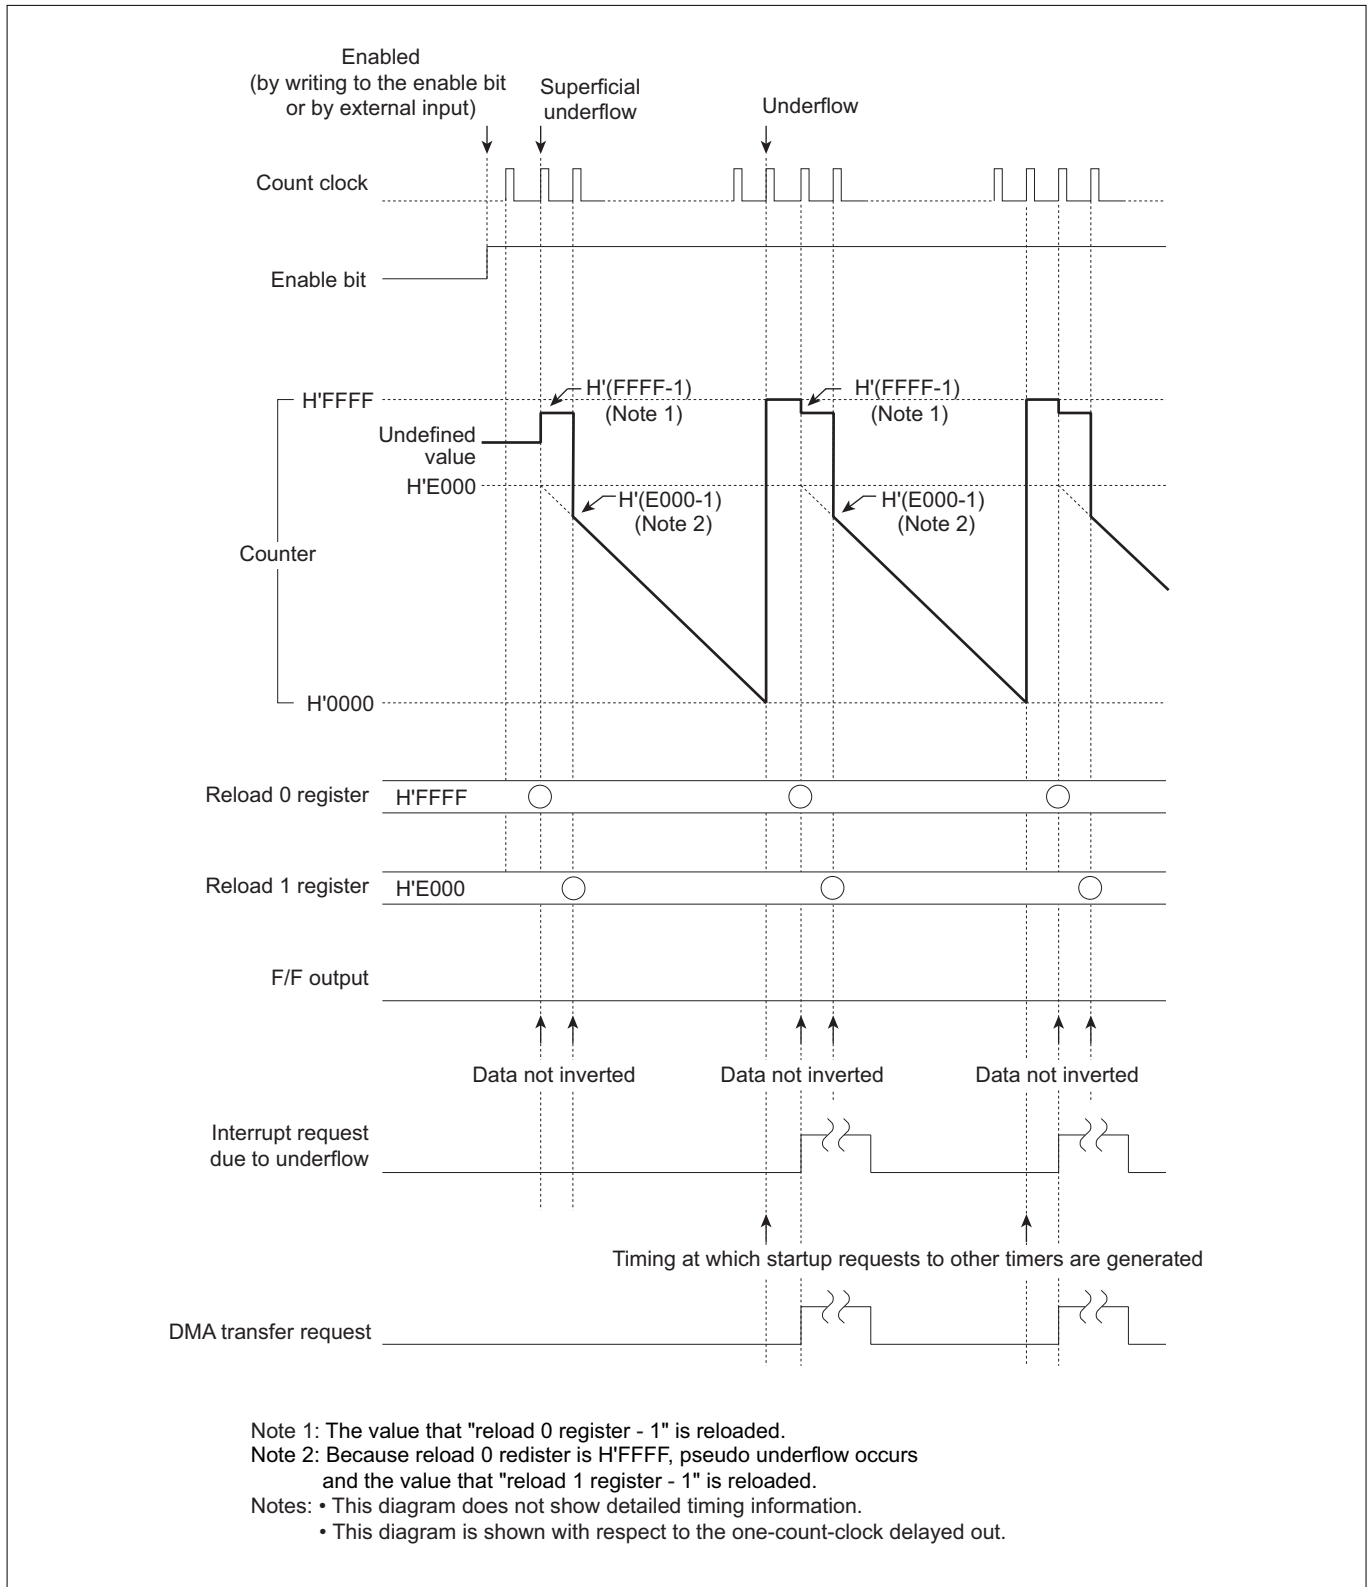 Enabled
(by writing to the enable bit
or by external input)
Superficial
underflow
Underflow
Count clock
Enable bit
H'FFFF
H'(FFFF-1)
(Note 1)
H'(FFFF-1)
(Note 1)
Undefined
value
H'E000
H'(E000-1)
(Note 2)
H'(E000-1)
(Note 2)
Counter
H'0000
Reload 0 register
H'FFFF
Reload 1 register
H'E000
F/F output
Data not inverted
Data not inverted
Data not inverted
Interrupt request
due to underflow
Timing at which startup requests to other timers are generated
DMA transfer request
Note 1: The value that "reload 0 register - 1" is reloaded.
Note 2: Because reload 0 redister is H'FFFF, pseudo underflow occurs
and the value that "reload 1 register - 1" is reloaded.
Notes: • This diagram does not show detailed timing information.
• This diagram is shown with respect to the one-count-clock delayed out.